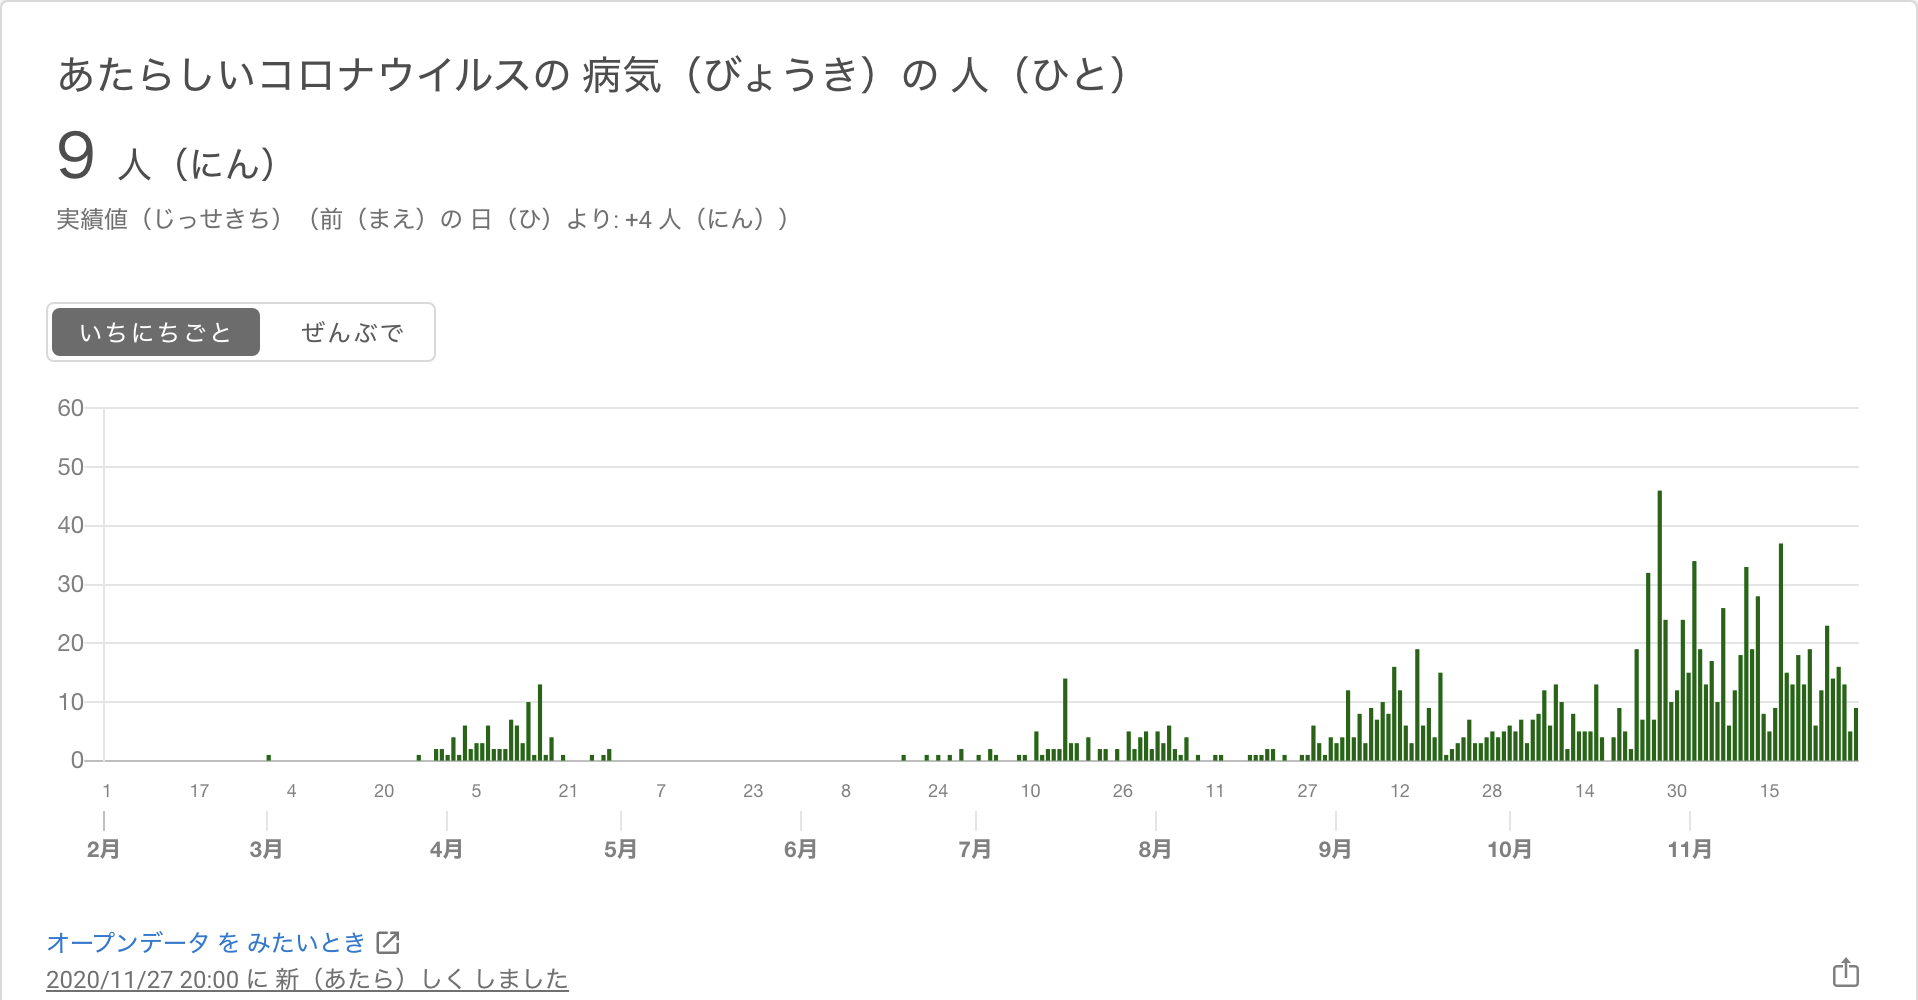 あたらしいコロナウイルスの 病気（びょうき）の 人（ひと）
9 人（にん）
実績値（じっせきち）（前（まえ）の 日（ひ）より: +4 人（にん））
いちにちごと ぜんぶで
60
50
40
30
20
10
0
1 17 4 20 5 21 7 23 8 24 10 26 11 27 12 28 14 30 15
2月 3月 4月 5月 6月 7月 8月 9月 10月 11月
オープンデータ を みたいとき
2020/11/27 20:00 に 新（あたら）しく しました